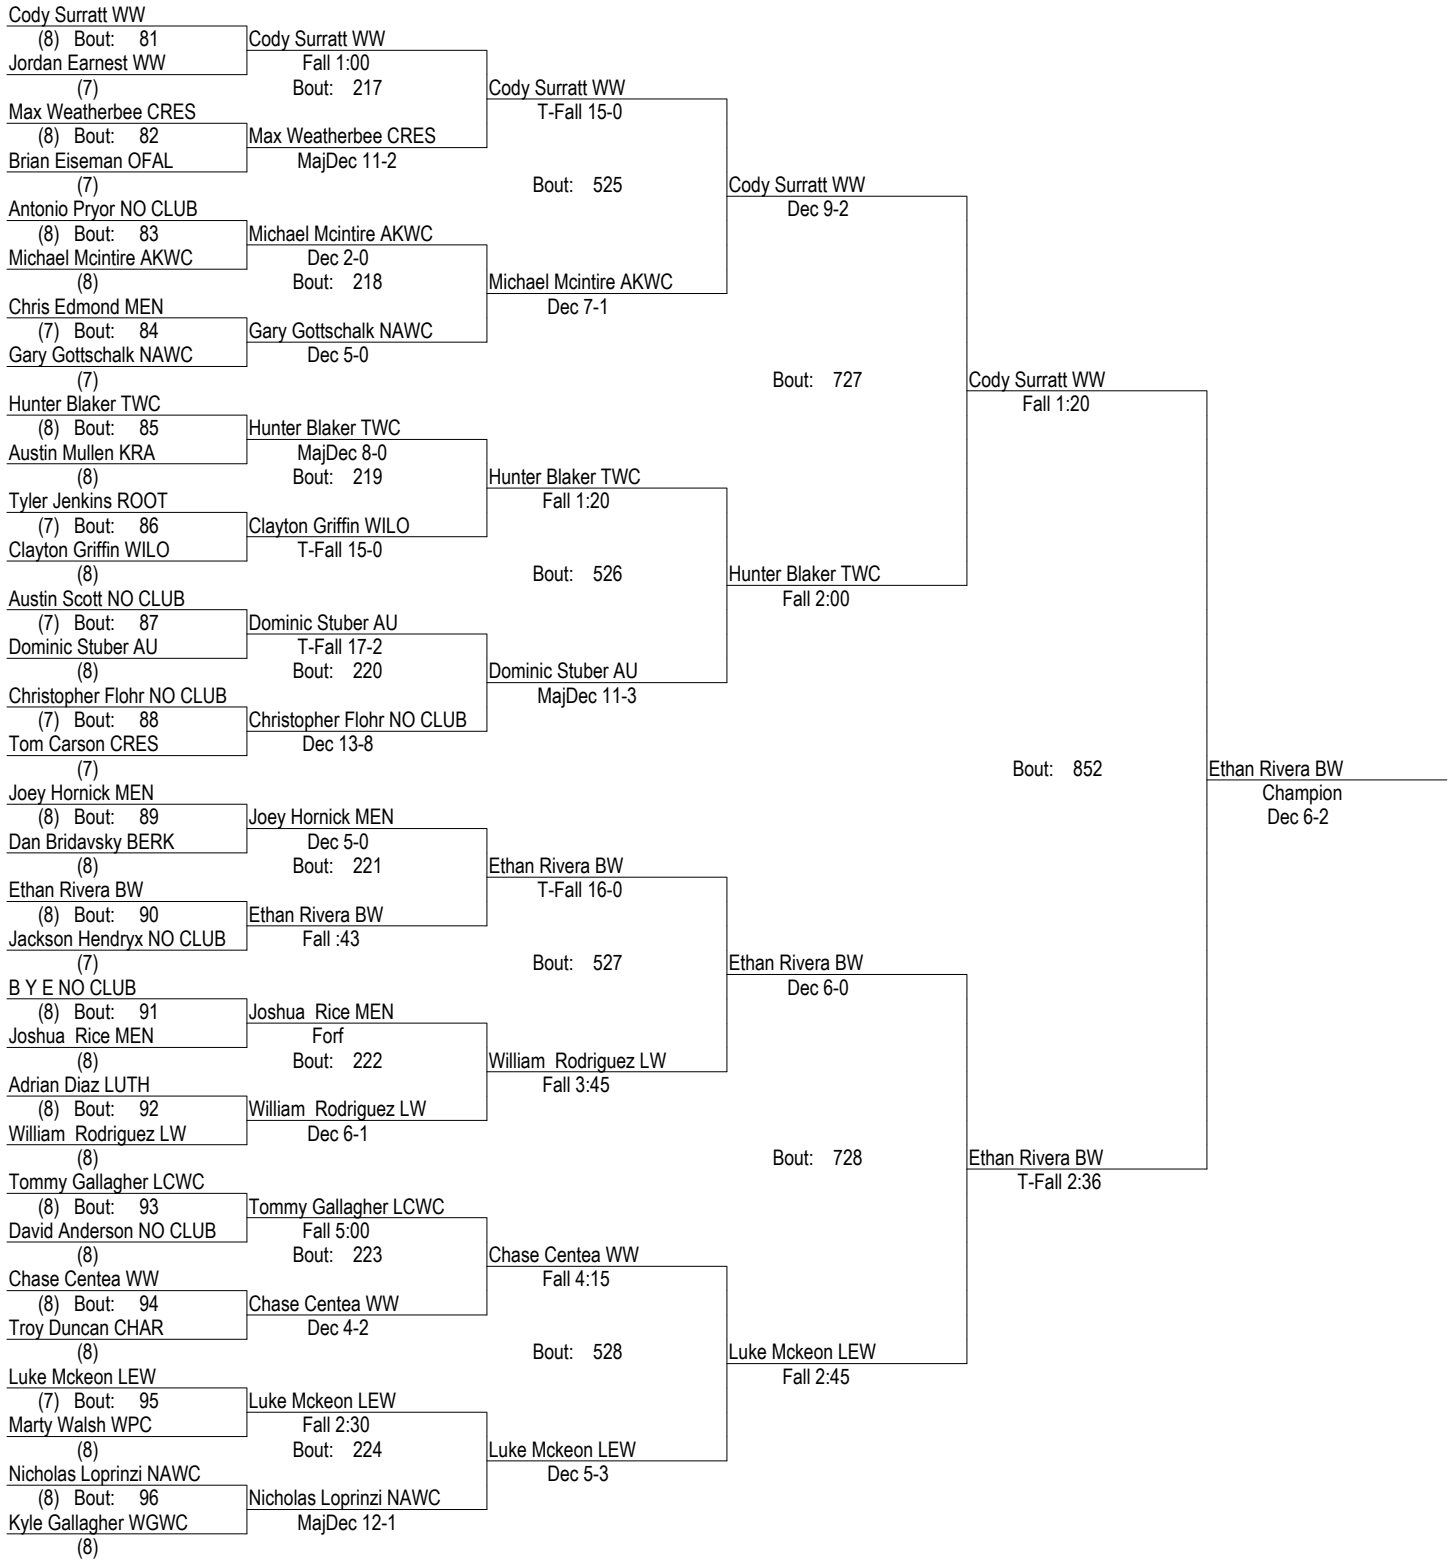 Cody Surratt WW
(8) Bout: 81
Cody Surratt WW
Jordan Earnest WW
Fall 1:00
(7)
Bout: 217
Cody Surratt WW
Max Weatherbee CRES
T-Fall 15-0
(8) Bout: 82
Max Weatherbee CRES
Brian Eiseman OFAL
MajDec 11-2
(7)
Bout: 525
Cody Surratt WW
Antonio Pryor NO CLUB
Dec 9-2
(8) Bout: 83
Michael Mcintire AKWC
Michael Mcintire AKWC
Dec 2-0
(8)
Bout: 218
Michael Mcintire AKWC
Chris Edmond MEN
Dec 7-1
(7) Bout: 84
Gary Gottschalk NAWC
Gary Gottschalk NAWC
Dec 5-0
(7)
Bout: 727
Cody Surratt WW
Hunter Blaker TWC
Fall 1:20
(8) Bout: 85
Hunter Blaker TWC
Austin Mullen KRA
MajDec 8-0
(8)
Bout: 219
Hunter Blaker TWC
Tyler Jenkins ROOT
Fall 1:20
(7) Bout: 86
Clayton Griffin WILO
Clayton Griffin WILO
T-Fall 15-0
(8)
Bout: 526
Hunter Blaker TWC
Austin Scott NO CLUB
Fall 2:00
(7) Bout: 87
Dominic Stuber AU
Dominic Stuber AU
T-Fall 17-2
(8)
Bout: 220
Dominic Stuber AU
Christopher Flohr NO CLUB
MajDec 11-3
(7) Bout: 88
Christopher Flohr NO CLUB
Tom Carson CRES
Dec 13-8
(7)
Bout: 852
Ethan Rivera BW
Joey Hornick MEN
Champion
(8) Bout: 89
Joey Hornick MEN
Dec 6-2
Dan Bridavsky BERK
Dec 5-0
(8)
Bout: 221
Ethan Rivera BW
Ethan Rivera BW
T-Fall 16-0
(8) Bout: 90
Ethan Rivera BW
Jackson Hendryx NO CLUB
Fall :43
(7)
Bout: 527
Ethan Rivera BW
B Y E NO CLUB
Dec 6-0
(8) Bout: 91
Joshua Rice MEN
Joshua Rice MEN
Forf
(8)
Bout: 222
William Rodriguez LW
Adrian Diaz LUTH
Fall 3:45
(8) Bout: 92
William Rodriguez LW
William Rodriguez LW
Dec 6-1
(8)
Bout: 728
Ethan Rivera BW
Tommy Gallagher LCWC
T-Fall 2:36
(8) Bout: 93
Tommy Gallagher LCWC
David Anderson NO CLUB
Fall 5:00
(8)
Bout: 223
Chase Centea WW
Chase Centea WW
Fall 4:15
(8) Bout: 94
Chase Centea WW
Troy Duncan CHAR
Dec 4-2
(8)
Bout: 528
Luke Mckeon LEW
Luke Mckeon LEW
Fall 2:45
(7) Bout: 95
Luke Mckeon LEW
Marty Walsh WPC
Fall 2:30
(8)
Bout: 224
Luke Mckeon LEW
Nicholas Loprinzi NAWC
Dec 5-3
(8) Bout: 96
Nicholas Loprinzi NAWC
Kyle Gallagher WGWC
MajDec 12-1
(8)